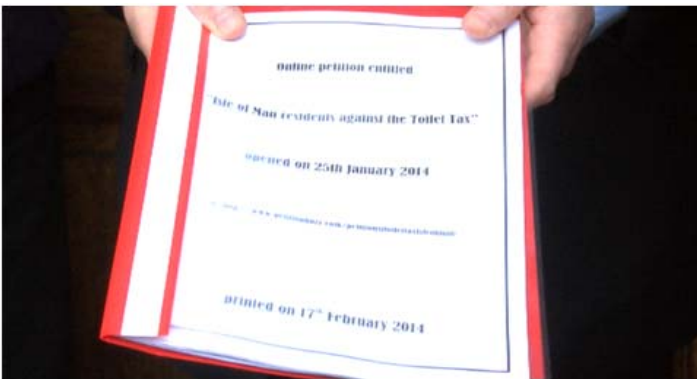 Online petition entitled
"Isle of Man residents against the Toilet Tax"
opened on 25th January 2014
printed on 17th February 2014